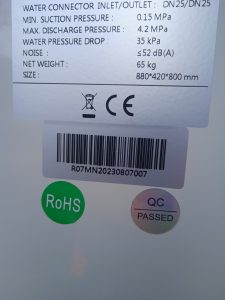 WATER CONNECTOR INLET/OUTLET : DN25/DN25
MIN. SUCTION PRESSURE : 0.15 MPa
MAX. DISCHARGE PRESSURE : 4.2 MPa
WATER PRESSURE DROP : 35 kPa
NOISE : ≤52 dB(A)
NET WEIGHT : 65 kg
SIZE : 880*420*800 mm
CE
R07MN20230807007
RoHS
QC
PASSED